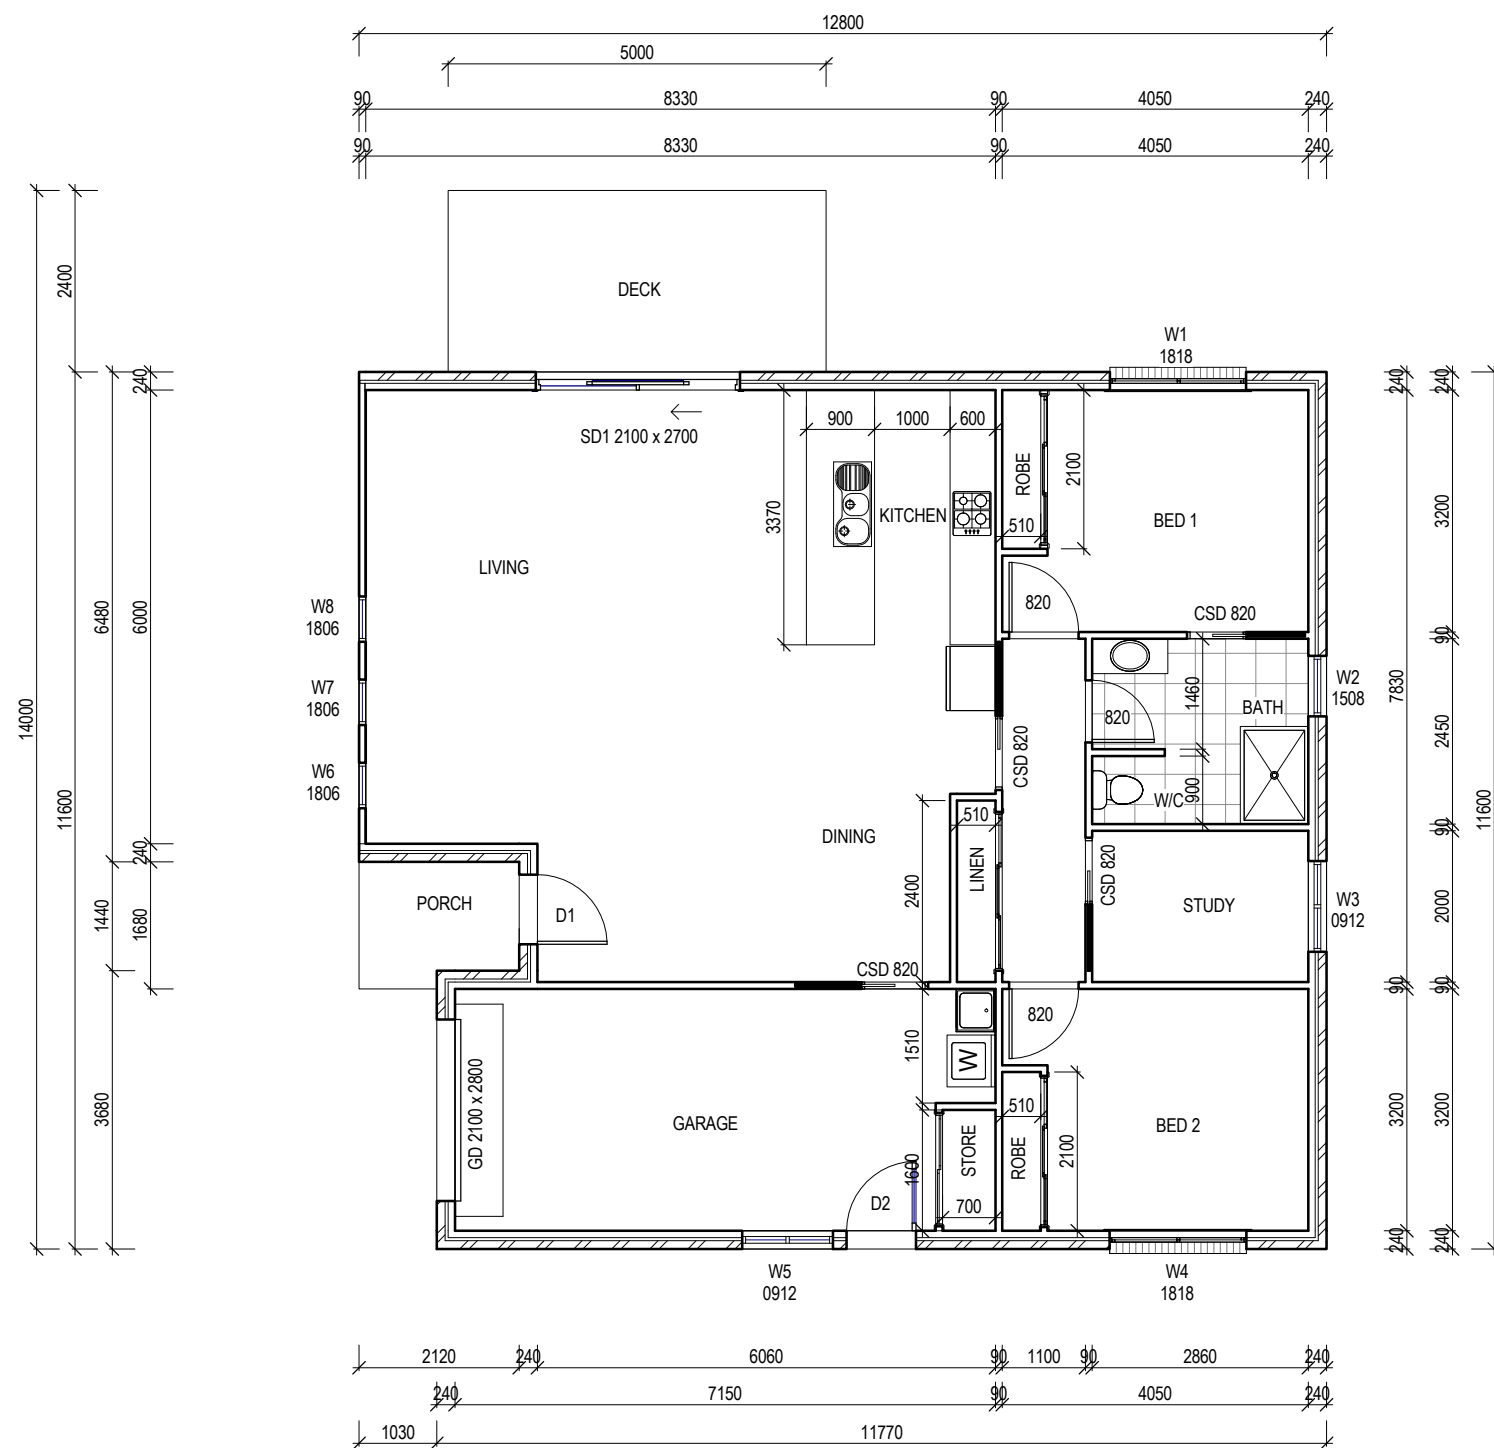 12800
5000
90 8330 90 4050 240
90 8330 90 4050 240
2400
DECK
W1
1818
14000
11600
240
6480
6000
240
1440
1680
3680
SD1 2100 x 2700
900 1000 600
3370
KITCHEN
ROBE
510
2100
BED 1
LIVING
820
CSD 820
W8
1806
W7
1806
W6
1806
1460
820
BATH
W2
1508
CSD 820
W/C
900
DINING
510
LINEN
2400
CSD 820
STUDY
W3
0912
PORCH
D1
CSD 820
820
1510
W
GD 2100 x 2800
GARAGE
STORE
1600
700
D2
510
ROBE
2100
BED 2
240
7830
90
3200
240
240
3200
90
2450
90
2000
90
3200
240
11600
W5
0912
W4
1818
2120 240 6060 90 1100 90 2860 240
240 7150 90 4050 240
1030 11770